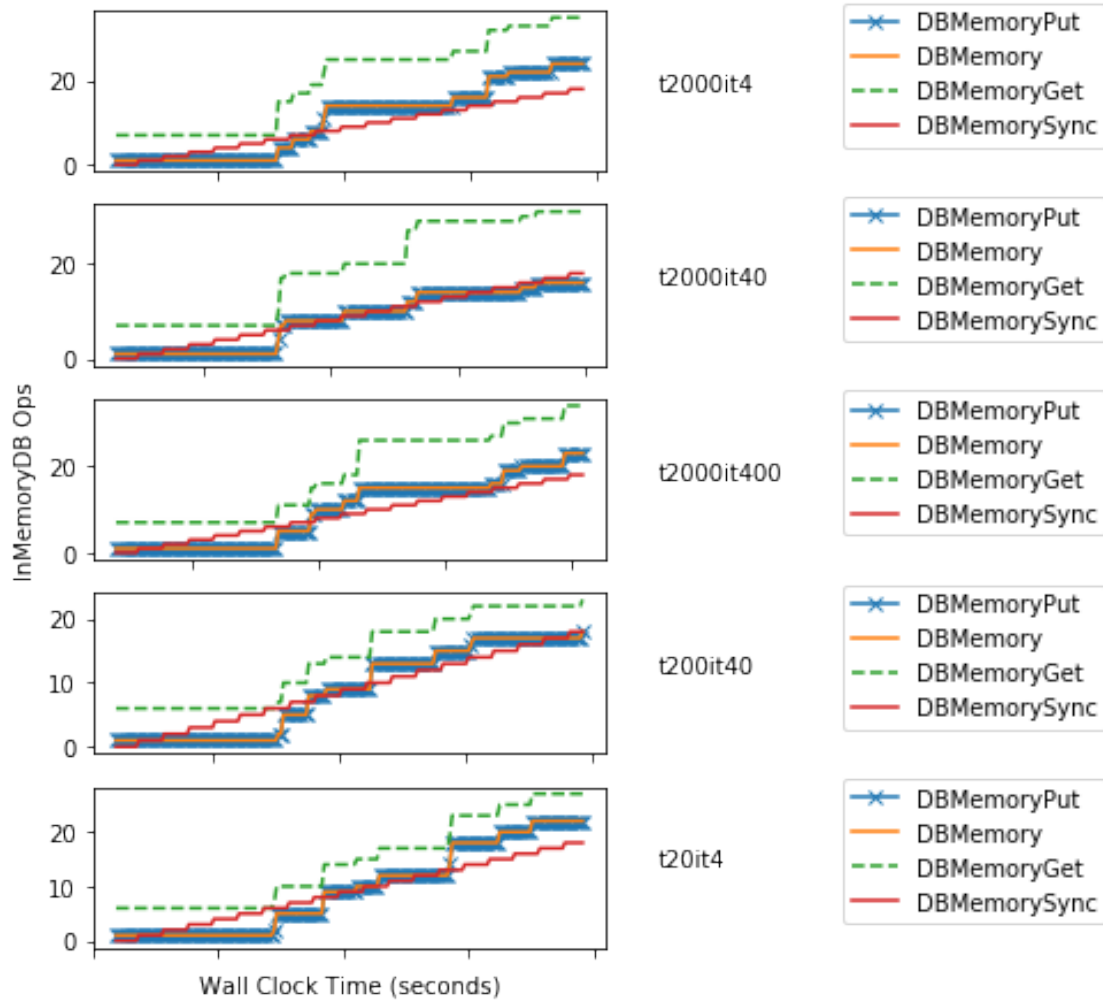 InMemoryDB Ops
20
0
t2000it4
DBMemoryPut
DBMemory
DBMemoryGet
DBMemorySync
20
0
t2000it40
DBMemoryPut
DBMemory
DBMemoryGet
DBMemorySync
20
0
t2000it400
DBMemoryPut
DBMemory
DBMemoryGet
DBMemorySync
20
10
0
t200it40
DBMemoryPut
DBMemory
DBMemoryGet
DBMemorySync
20
10
0
t20it4
DBMemoryPut
DBMemory
DBMemoryGet
DBMemorySync
Wall Clock Time (seconds)